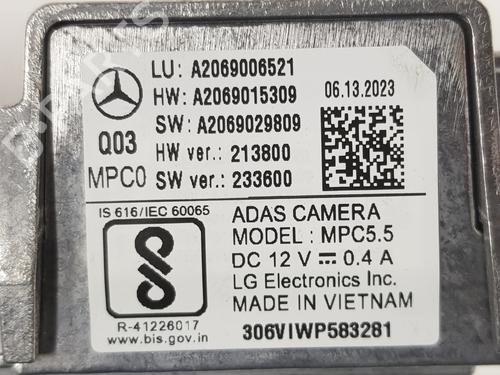 LU: A2069006521
HW: A2069015309
06.13.2023
SW: A2069029809
Q03
HW ver.: 213800
MPC0
SW ver.: 233600
IS 616/IEC 60065
ADAS CAMERA
MODEL : MPC5.5
DC 12 V ⎓ 0.4 A
LG Electronics Inc.
MADE IN VIETNAM
R-41226017
www.bis.gov.in
306VIWP583281